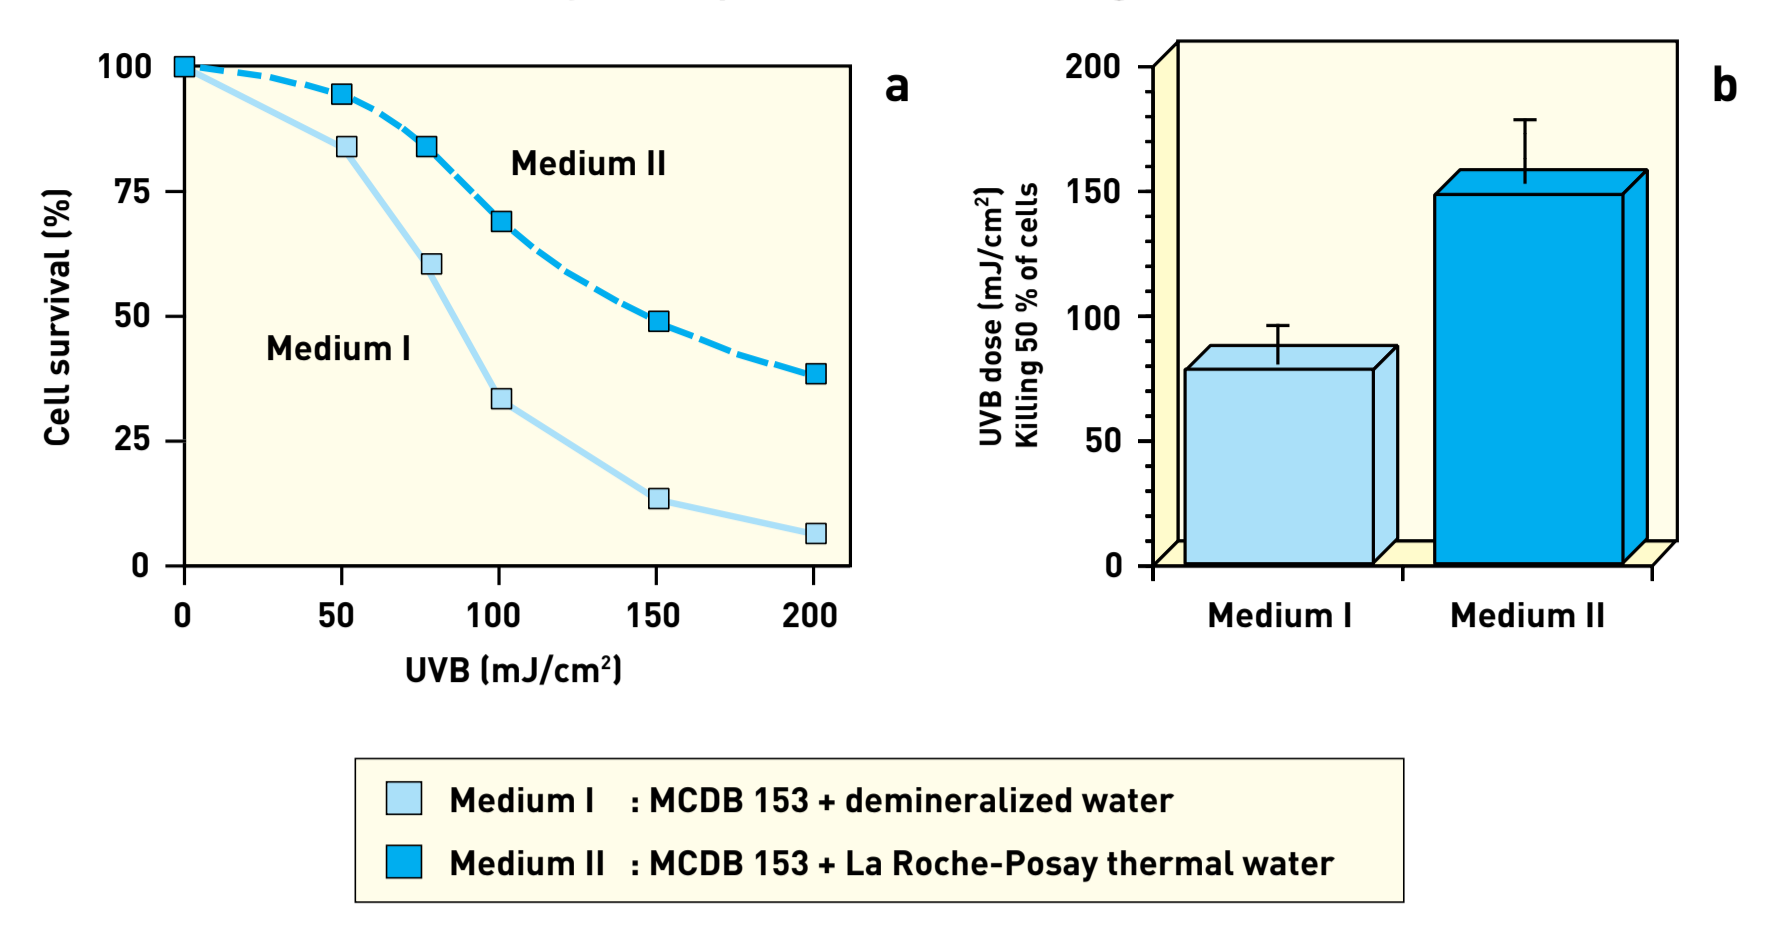 a
100
75
50
25
0
Cell survival (%)
Medium II
Medium I
0 50 100 150 200
UVB (mJ/cm²)
b
200
150
100
50
0
UVB dose (mJ/cm²)
Killing 50 % of cells
Medium I Medium II
Medium I : MCDB 153 + demineralized water
Medium II : MCDB 153 + La Roche-Posay thermal water